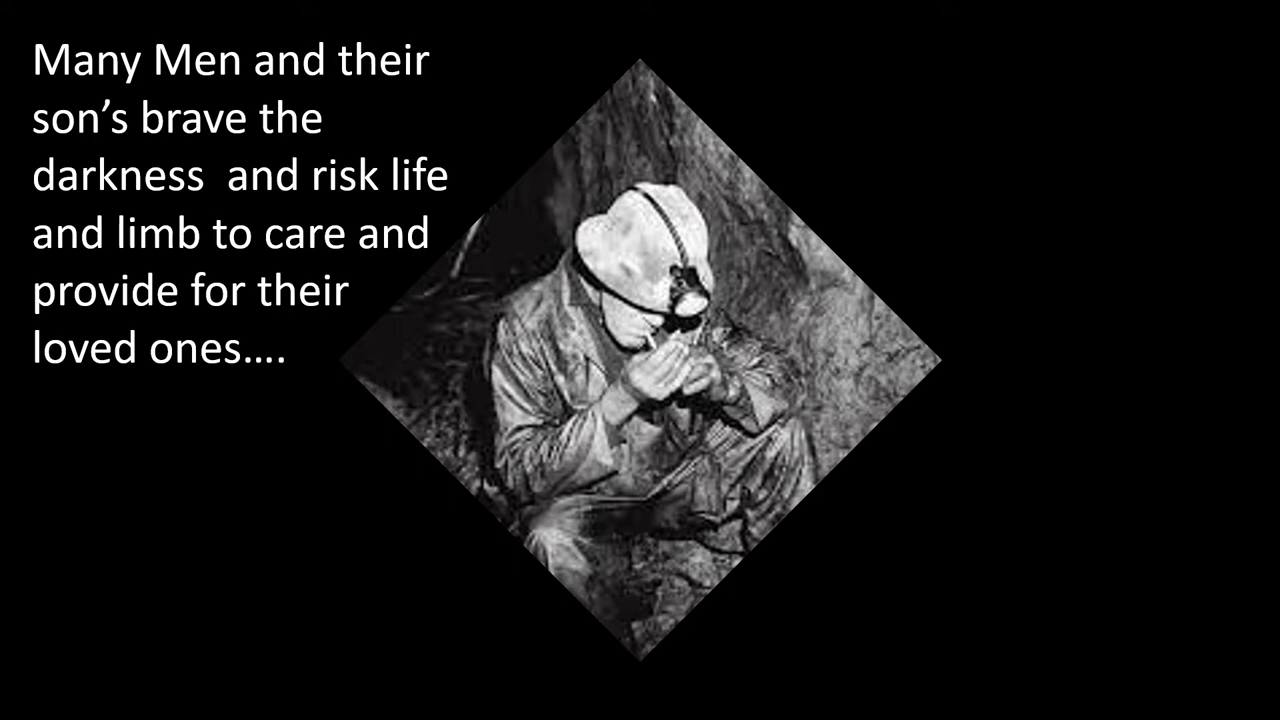 Many Men and their
son’s brave the
darkness  and risk life
and limb to care and
provide for their
loved ones….